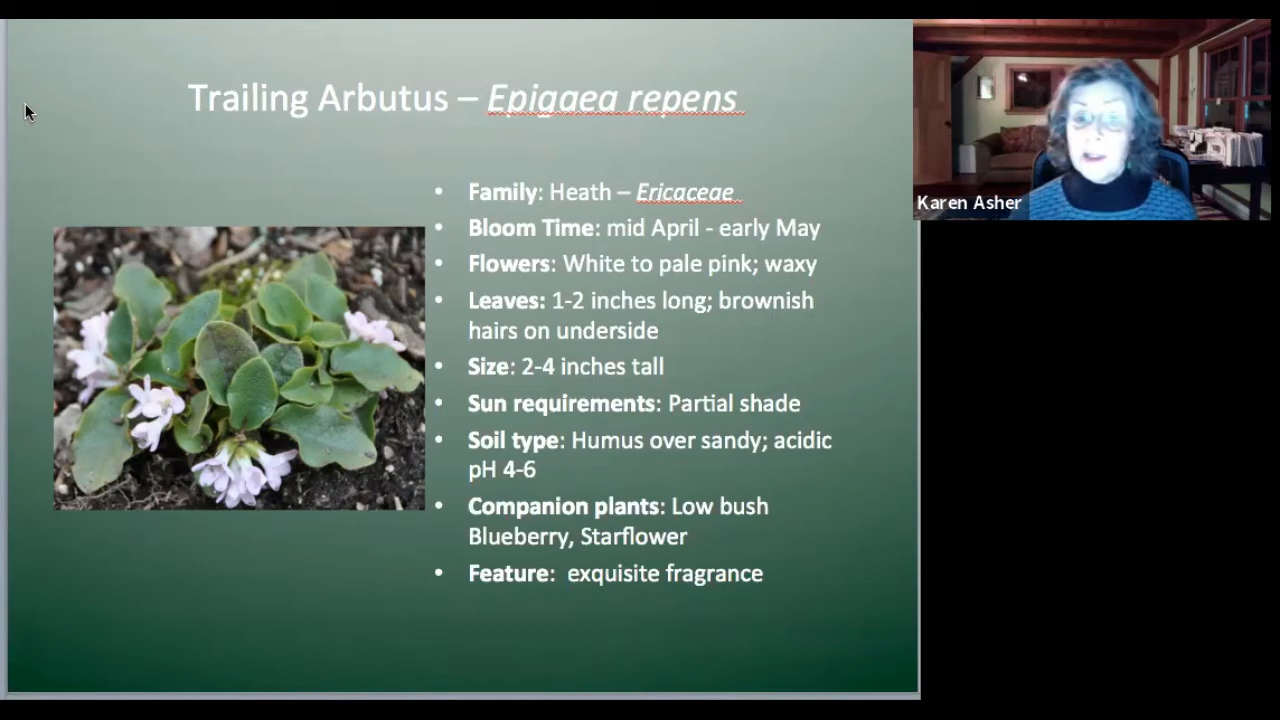 Trailing Arbutus – Epigaea repens
• Family: Heath – Ericaceae
• Bloom Time: mid April - early May
• Flowers: White to pale pink; waxy
• Leaves: 1-2 inches long; brownish
hairs on underside
• Size: 2-4 inches tall
• Sun requirements: Partial shade
• Soil type: Humus over sandy; acidic
pH 4-6
• Companion plants: Low bush
Blueberry, Starflower
• Feature:  exquisite fragrance
Karen Asher